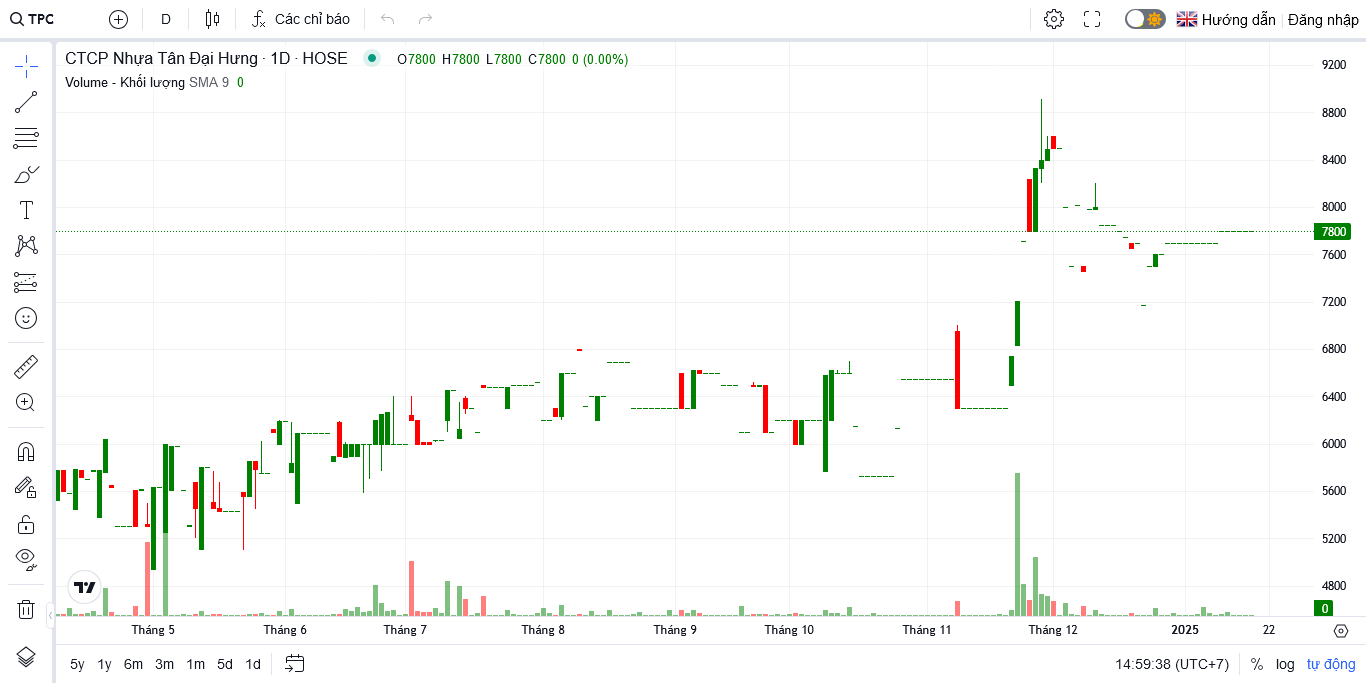 TPC D Các chỉ báo Hướng dẫn Đăng nhập
CTCP Nhựa Tân Đại Hưng · 1D · HOSE O7800 H7800 L7800 C7800 0 (0.00%)
Volume - Khối lượng SMA 9 0
9200
8800
8400
8000
7800
7600
7200
6800
6400
6000
5600
5200
4800
0
Tháng 5 Tháng 6 Tháng 7 Tháng 8 Tháng 9 Tháng 10 Tháng 11 Tháng 12 2025 22
5y 1y 6m 3m 1m 5d 1d 14:59:38 (UTC+7) % log tự động